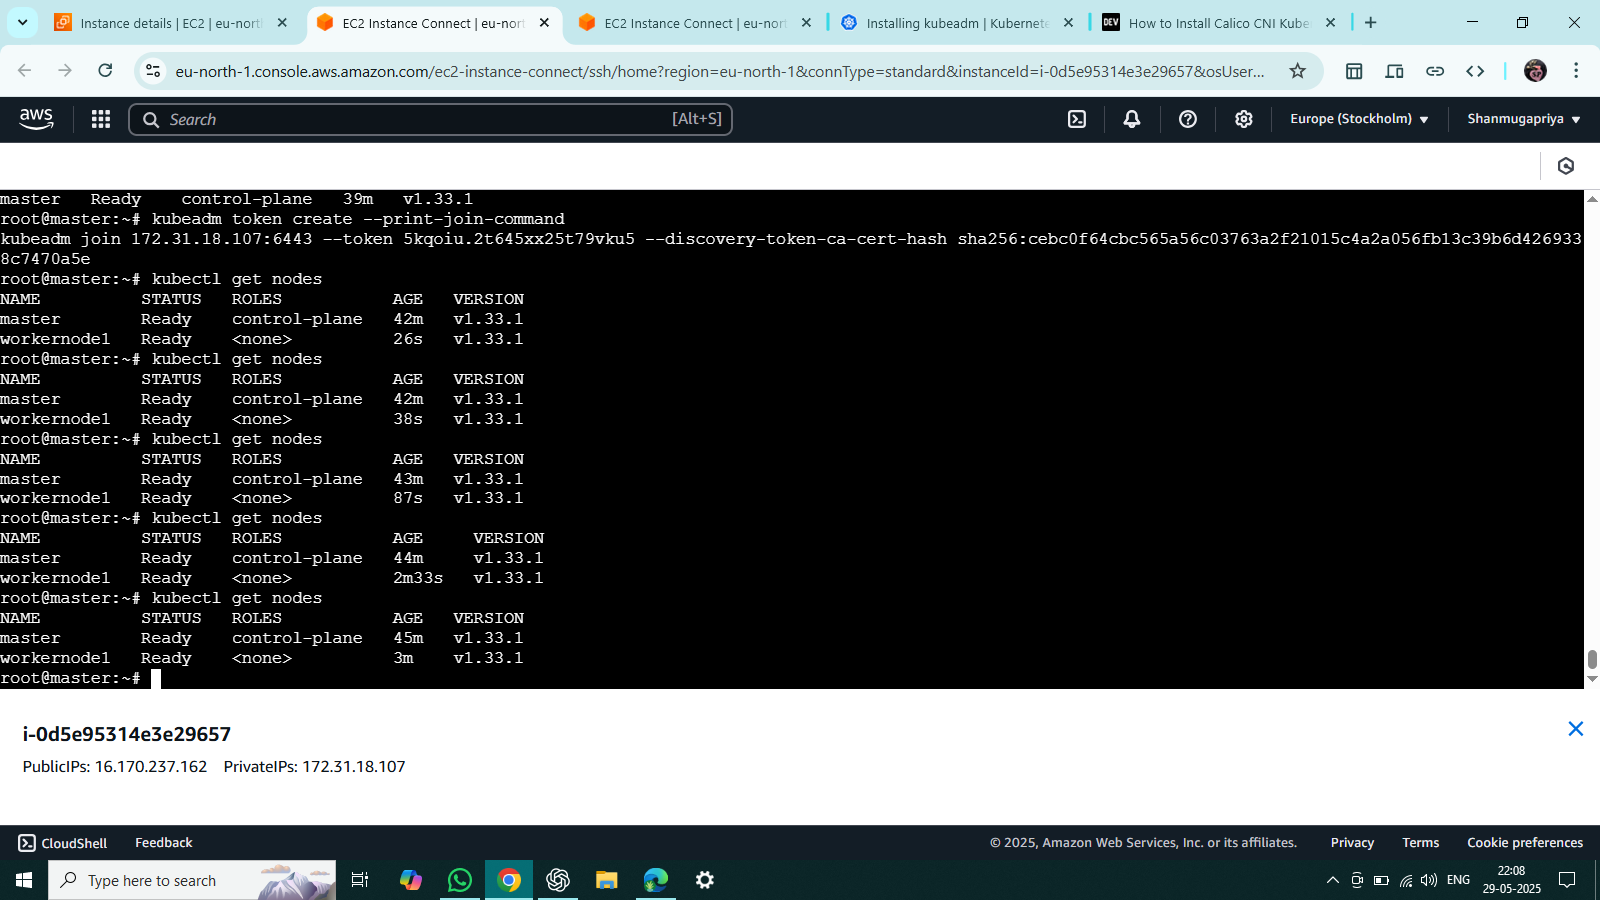 Instance details | EC2 | eu-nort
EC2 Instance Connect | eu-nort
EC2 Instance Connect | eu-nort
Installing kubeadm | Kubernete
DEV
How to Install Calico CNI Kube
eu-north-1.console.aws.amazon.com/ec2-instance-connect/ssh/home?region=eu-north-1&connType=standard&instanceId=i-0d5e95314e3e29657&osUser...
aws
Search
[Alt+S]
Europe (Stockholm)
Shanmugapriya
master   Ready    control-plane   39m   v1.33.1
root@master:~# kubeadm token create --print-join-command
kubeadm join 172.31.18.107:6443 --token 5kqoiu.2t645xx25t79vku5 --discovery-token-ca-cert-hash sha256:cebc0f64cbc565a56c03763a2f21015c4a2a056fb13c39b6d426933
8c7470a5e
root@master:~# kubectl get nodes
NAME          STATUS   ROLES           AGE   VERSION
master        Ready    control-plane   42m   v1.33.1
workernode1   Ready    <none>          26s   v1.33.1
root@master:~# kubectl get nodes
NAME          STATUS   ROLES           AGE   VERSION
master        Ready    control-plane   42m   v1.33.1
workernode1   Ready    <none>          38s   v1.33.1
root@master:~# kubectl get nodes
NAME          STATUS   ROLES           AGE   VERSION
master        Ready    control-plane   43m   v1.33.1
workernode1   Ready    <none>          87s   v1.33.1
root@master:~# kubectl get nodes
NAME          STATUS   ROLES           AGE     VERSION
master        Ready    control-plane   44m     v1.33.1
workernode1   Ready    <none>          2m33s   v1.33.1
root@master:~# kubectl get nodes
NAME          STATUS   ROLES           AGE   VERSION
master        Ready    control-plane   45m   v1.33.1
workernode1   Ready    <none>          3m    v1.33.1
root@master:~#
i-0d5e95314e3e29657
PublicIPs: 16.170.237.162    PrivateIPs: 172.31.18.107
CloudShell
Feedback
© 2025, Amazon Web Services, Inc. or its affiliates.
Privacy
Terms
Cookie preferences
Type here to search
ENG
22:08
29-05-2025